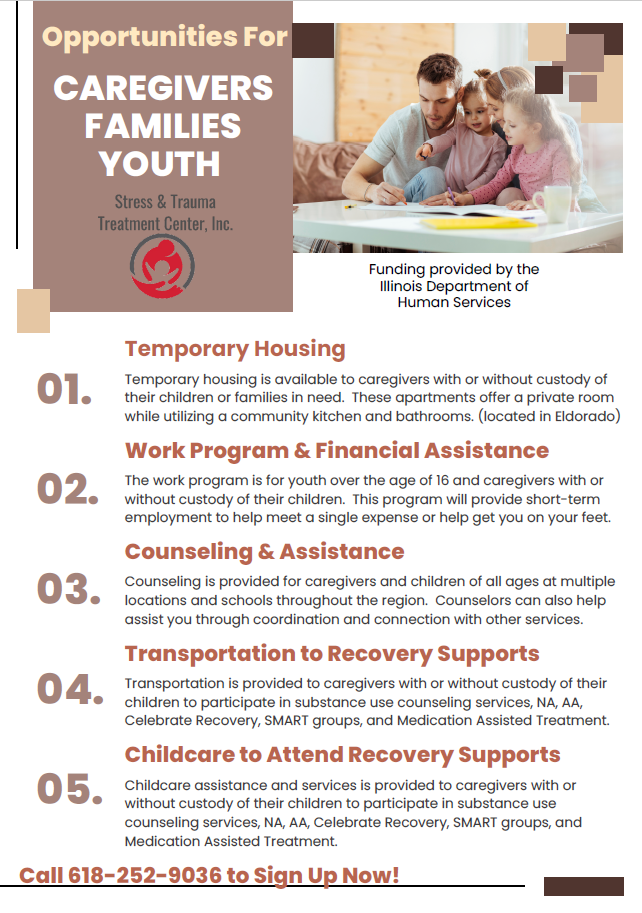 Opportunities For
CAREGIVERS
FAMILIES
YOUTH
Stress & Trauma
Treatment Center, Inc.
Funding provided by the
Illinois Department of
Human Services
Temporary Housing
01.
Temporary housing is available to caregivers with or without custody of
their children or families in need.  These apartments offer a private room
while utilizing a community kitchen and bathrooms. (located in Eldorado)
Work Program & Financial Assistance
02.
The work program is for youth over the age of 16 and caregivers with or
without custody of their children.  This program will provide short-term
employment to help meet a single expense or help get you on your feet.
Counseling & Assistance
03.
Counseling is provided for caregivers and children of all ages at multiple
locations and schools throughout the region.  Counselors can also help
assist you through coordination and connection with other services.
Transportation to Recovery Supports
04.
Transportation is provided to caregivers with or without custody of their
children to participate in substance use counseling services, NA, AA,
Celebrate Recovery, SMART groups, and Medication Assisted Treatment.
Childcare to Attend Recovery Supports
05.
Childcare assistance and services is provided to caregivers with or
without custody of their children to participate in substance use
counseling services, NA, AA, Celebrate Recovery, SMART groups, and
Medication Assisted Treatment.
Call 618-252-9036 to Sign Up Now!